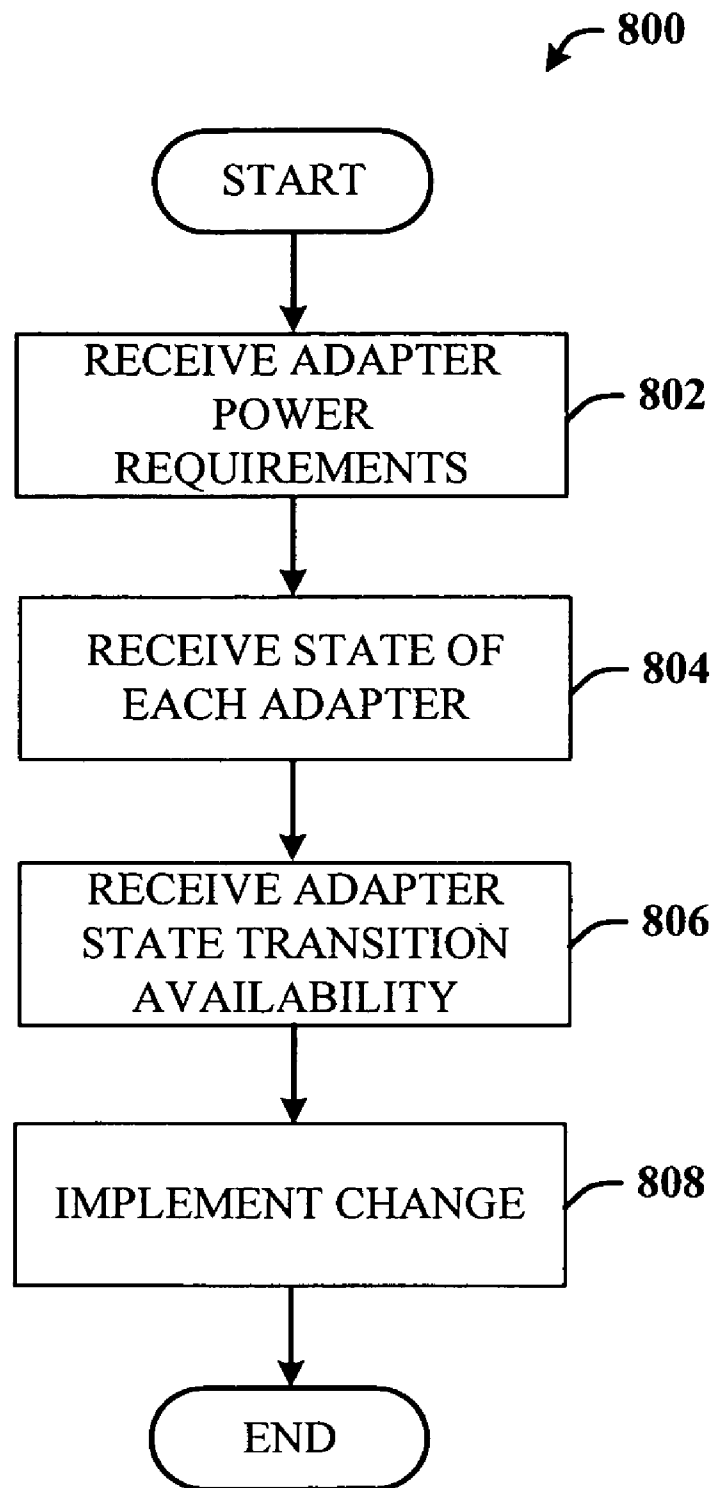 800
START
RECEIVE ADAPTER
POWER
REQUIREMENTS
802
RECEIVE STATE OF
EACH ADAPTER
804
RECEIVE ADAPTER
STATE TRANSITION
AVAILABILITY
806
IMPLEMENT CHANGE
808
END